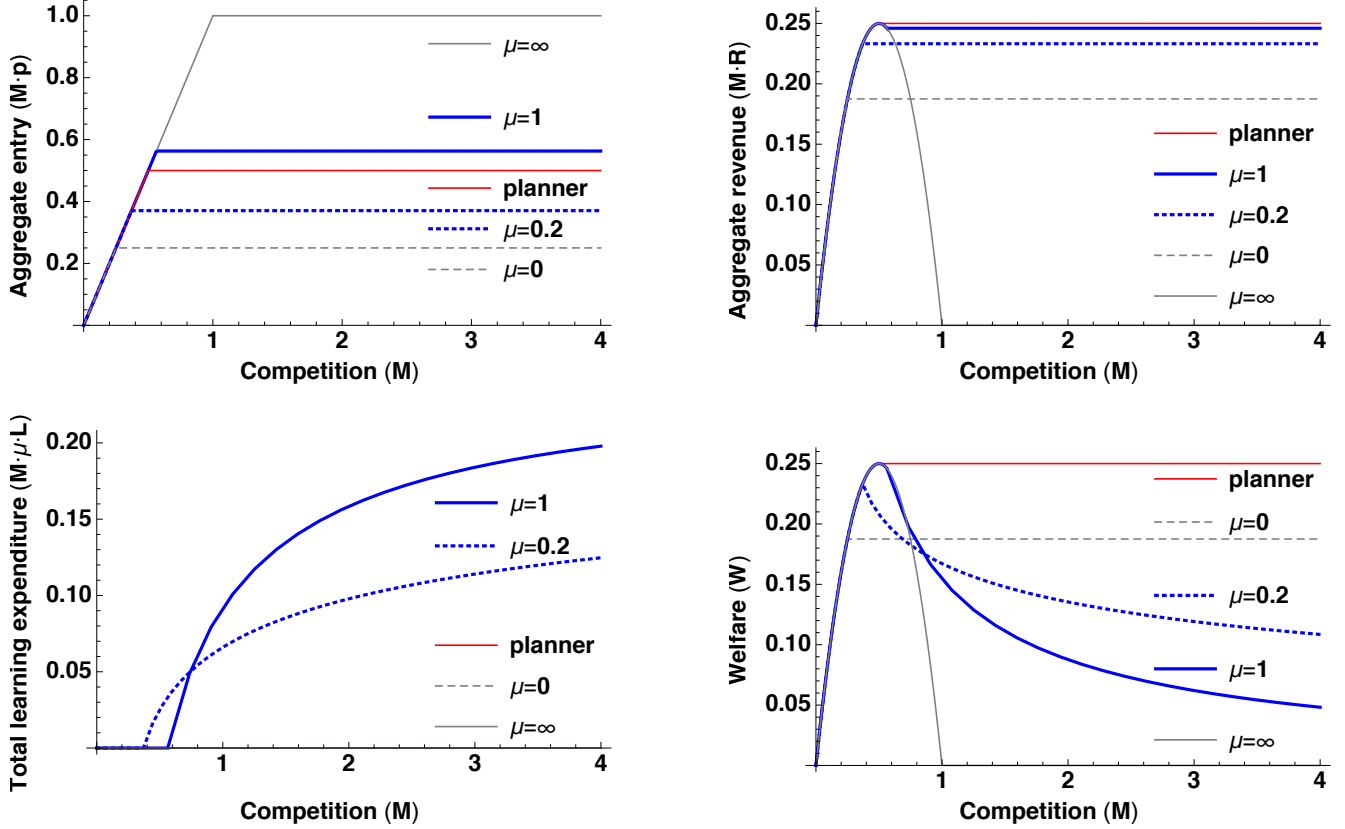 Aggregate entry (M·p)
1.0
0.8
0.6
0.4
0.2
μ=∞
μ=1
planner
μ=0.2
μ=0
1 2 3 4
Competition (M)
Aggregate revenue (M·R)
0.25
0.20
0.15
0.10
0.05
planner
μ=1
μ=0.2
μ=0
μ=∞
1 2 3 4
Competition (M)
Total learning expenditure (M·μ·L)
0.20
0.15
0.10
0.05
μ=1
μ=0.2
planner
μ=0
μ=∞
1 2 3 4
Competition (M)
Welfare (W)
0.25
0.20
0.15
0.10
0.05
planner
μ=0
μ=0.2
μ=1
μ=∞
1 2 3 4
Competition (M)